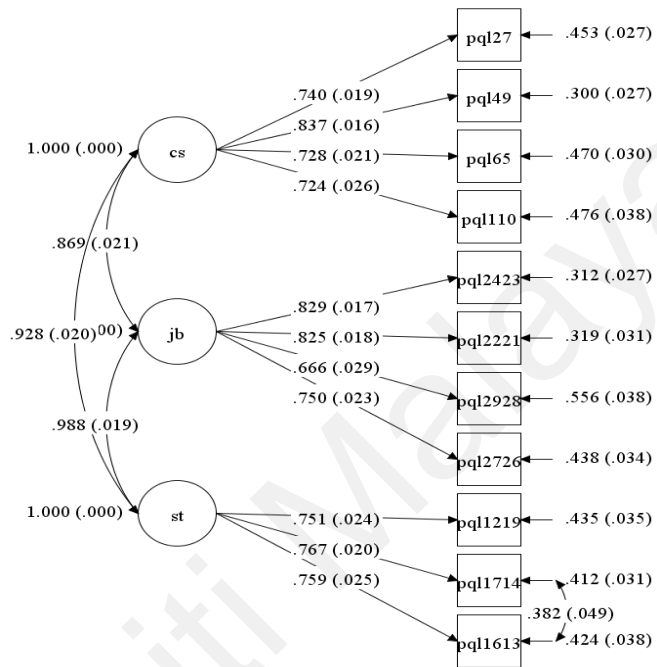 pql27 .453 (.027)
.740 (.019)
pql49 .300 (.027)
.837 (.016)
1.000 (.000) cs .728 (.021) pql65 .470 (.030)
.724 (.026)
pql110 .476 (.038)
.869 (.021)
pql2423 .312 (.027)
.829 (.017)
.928 (.020) 00) jb .825 (.018) pql2221 .319 (.031)
.666 (.029)
.750 (.023) pql2928 .556 (.038)
.988 (.019) pql2726 .438 (.034)
1.000 (.000) st .751 (.024) pql1219 .435 (.035)
.767 (.020)
.759 (.025) pql1714 .412 (.031)
.382 (.049)
pql1613 .424 (.038)
iti Malaya